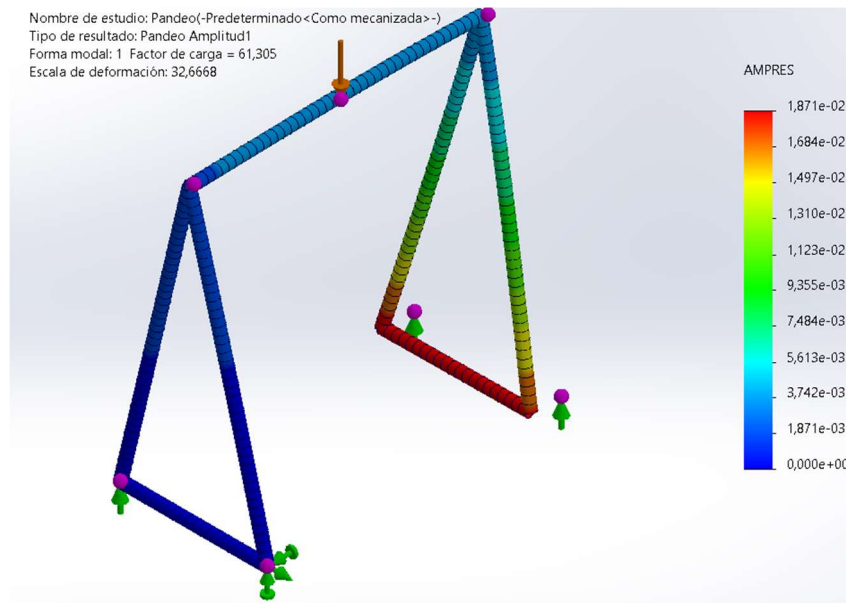 Nombre de estudio: Pandeo(-Predeterminado<Como mecanizada>-)
Tipo de resultado: Pandeo Amplitud1
Forma modal: 1 Factor de carga = 61,305
Escala de deformación: 32,6668
AMPRES
1,871e-02
1,684e-02
1,497e-02
1,310e-02
1,123e-02
9,355e-03
7,484e-03
5,613e-03
3,742e-03
1,871e-03
0,000e+00